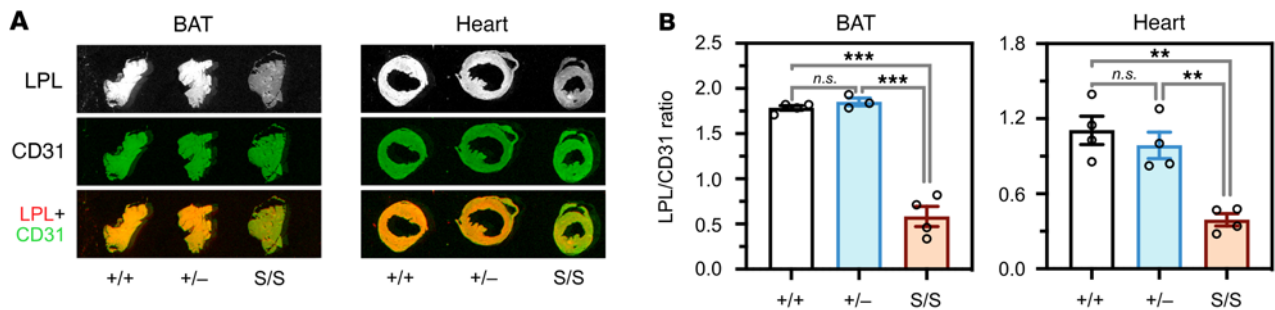 A
BAT
Heart
LPL
CD31
LPL+
CD31
+/+
+/–
S/S
+/+
+/–
S/S
B
BAT
Heart
LPL/CD31 ratio
2.5
2.0
1.5
1.0
0.5
0.0
***
n.s.
***
+/+
+/–
S/S
1.8
1.2
0.6
0.0
**
n.s.
**
+/+
+/–
S/S